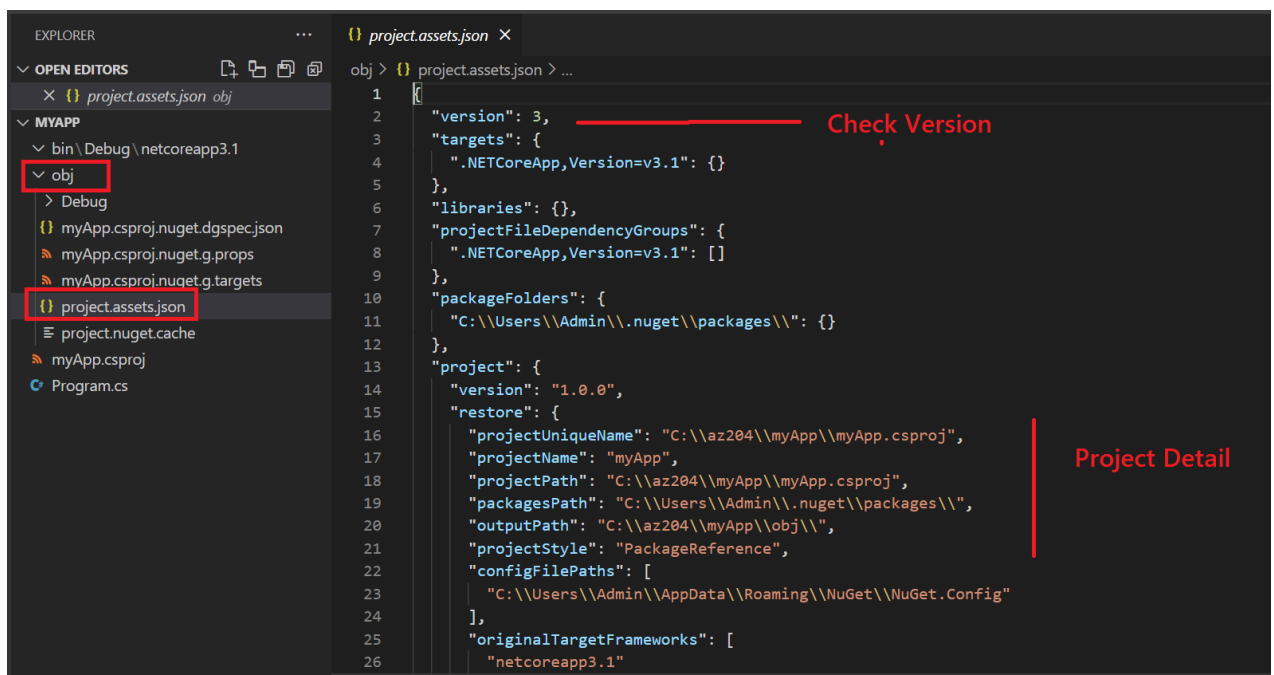 EXPLORER ...
OPEN EDITORS
project.assets.json obj
MYAPP
bin\Debug\netcoreapp3.1
obj
Debug
{} myApp.csproj.nuget.dgspec.json
myApp.csproj.nuget.g.props
myApp.csproj.nuget.g.targets
{} project.assets.json
project.nuget.cache
myApp.csproj
C# Program.cs
{} project.assets.json
obj > {} project.assets.json > ...
1 {
2 "version": 3,
3 "targets": {
4 ".NETCoreApp,Version=v3.1": {}
5 },
6 "libraries": {},
7 "projectFileDependencyGroups": {
8 ".NETCoreApp,Version=v3.1": []
9 },
10 "packageFolders": {
11 "C:\\Users\\Admin\\.nuget\\packages\\": {}
12 },
13 "project": {
14 "version": "1.0.0",
15 "restore": {
16 "projectUniqueName": "C:\\az204\\myApp\\myApp.csproj",
17 "projectName": "myApp",
18 "projectPath": "C:\\az204\\myApp\\myApp.csproj",
19 "packagesPath": "C:\\Users\\Admin\\.nuget\\packages\\",
20 "outputPath": "C:\\az204\\myApp\\obj\\",
21 "projectStyle": "PackageReference",
22 "configFilePaths": [
23 "C:\\Users\\Admin\\AppData\\Roaming\\NuGet\\NuGet.Config"
24 ],
25 "originalTargetFrameworks": [
26 "netcoreapp3.1"
Check Version
Project Detail